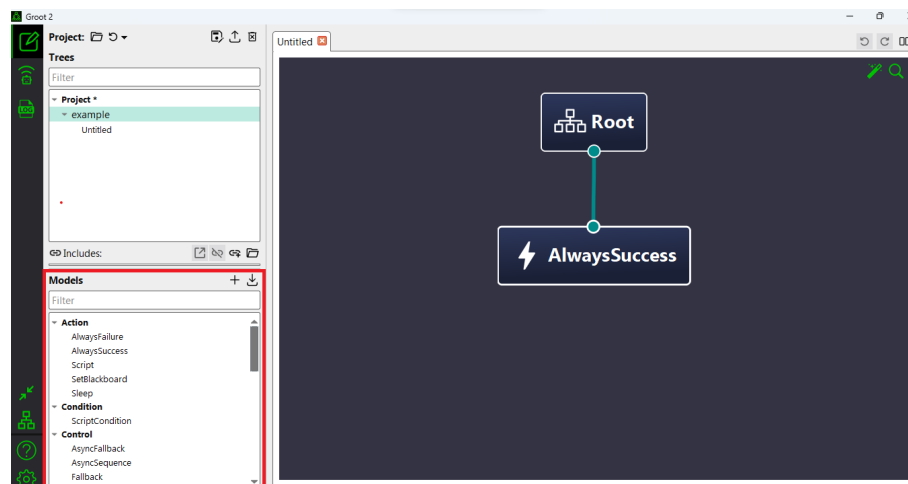 Groot 2
Project:
Trees
Filter
Project *
example
Untitled
Includes:
Models
Filter
Action
AlwaysFailure
AlwaysSuccess
Script
SetBlackboard
Sleep
Condition
ScriptCondition
Control
AsyncFallback
AsyncSequence
Fallback
Untitled
Root
AlwaysSuccess
LOG